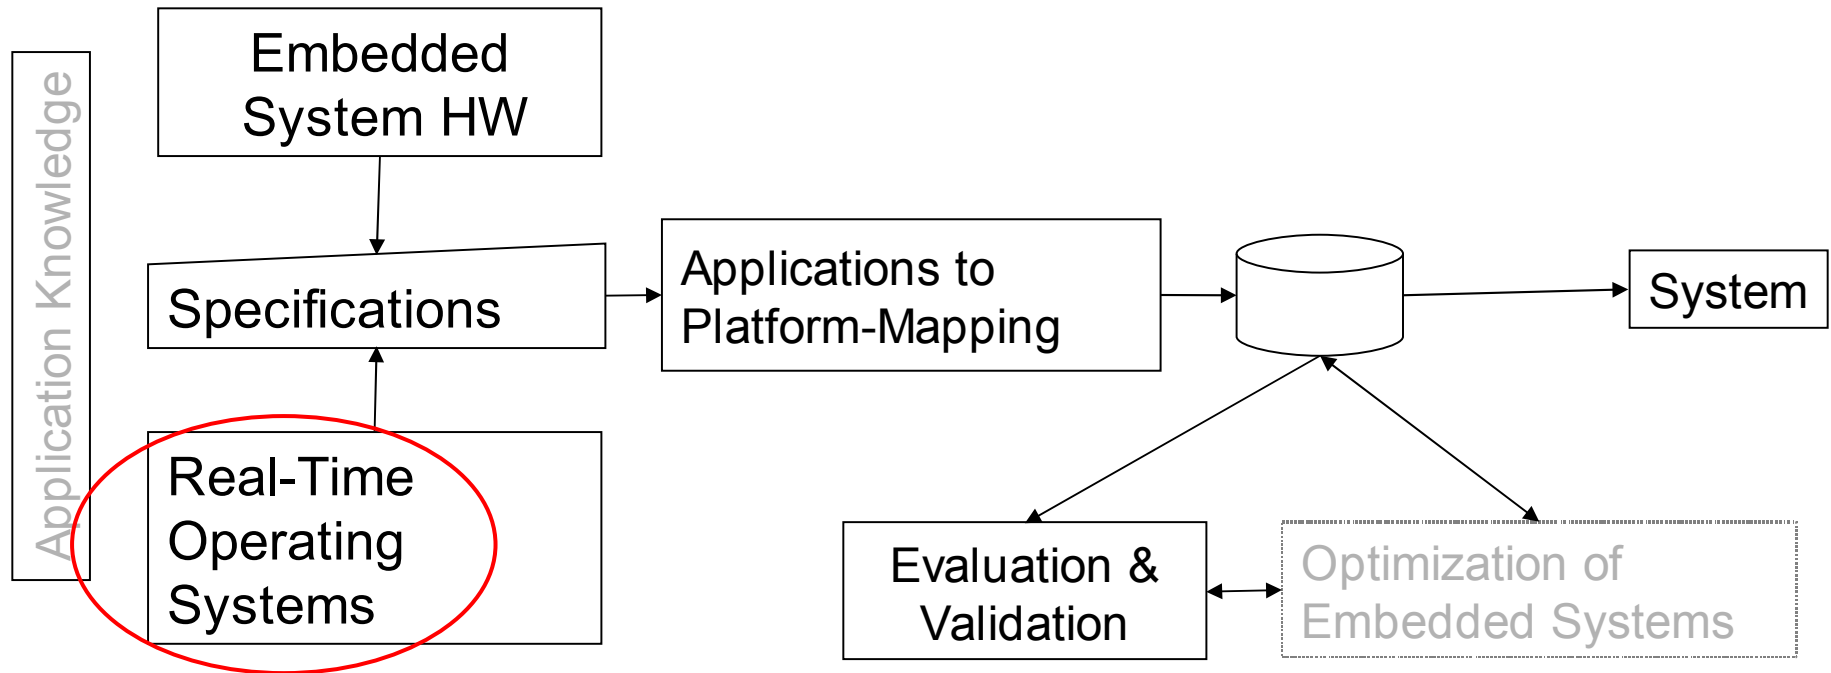 Application Knowledge
Embedded
System HW
Specifications
Real-Time
Operating
Systems
Applications to
Platform-Mapping
System
Evaluation &
Validation
Optimization of
Embedded Systems